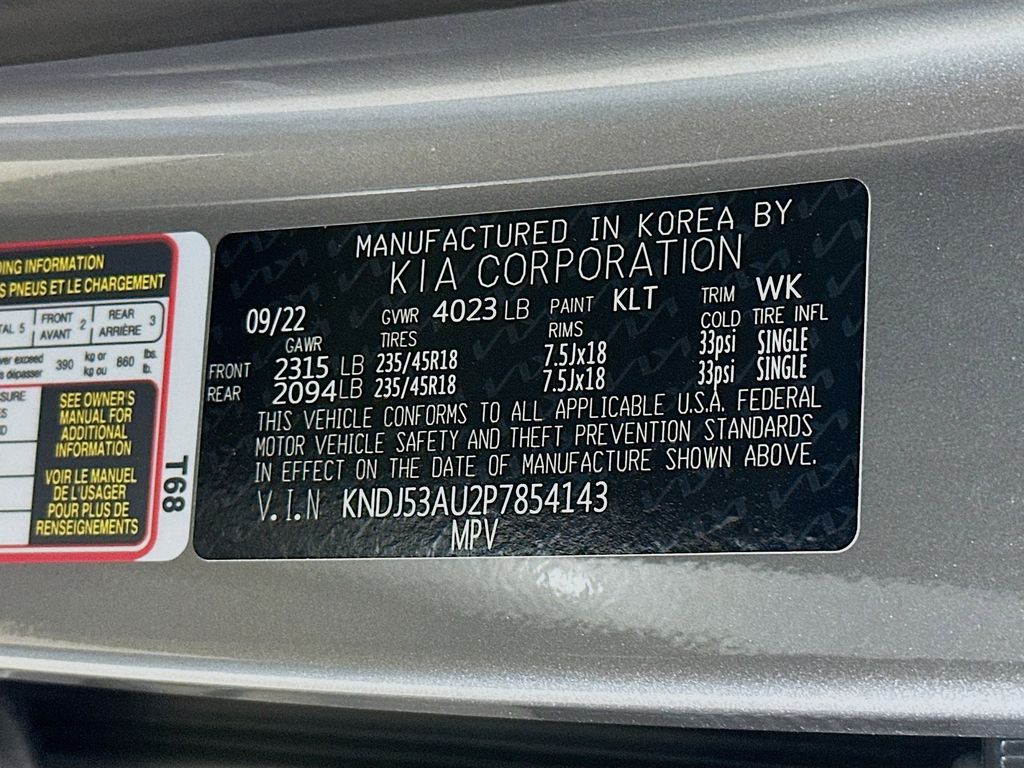 MANUFACTURED IN KOREA BY
KIA CORPORATION
09/22 GVWR 4023 LB PAINT KLT TRIM WK
GAWR TIRES RIMS COLD TIRE INFL
FRONT 2315 LB 235/45R18 7.5Jx18 33psi SINGLE
REAR 2094 LB 235/45R18 7.5Jx18 33psi SINGLE
THIS VEHICLE CONFORMS TO ALL APPLICABLE U.S.A. FEDERAL
MOTOR VEHICLE SAFETY AND THEFT PREVENTION STANDARDS
IN EFFECT ON THE DATE OF MANUFACTURE SHOWN ABOVE.
V.I.N KNDJ53AU2P7854143
MPV
INFORMATION
PNEUS ET LE CHARGEMENT
5 FRONT 2 REAR 3
AVANT ARRIÈRE
exceed 390 kg or 860 lbs.
dépasser kg ou lb.
SEE OWNER'S
MANUAL FOR
ADDITIONAL
INFORMATION
VOIR LE MANUEL
DE L'USAGER
POUR PLUS DE
RENSEIGNEMENTS
T68